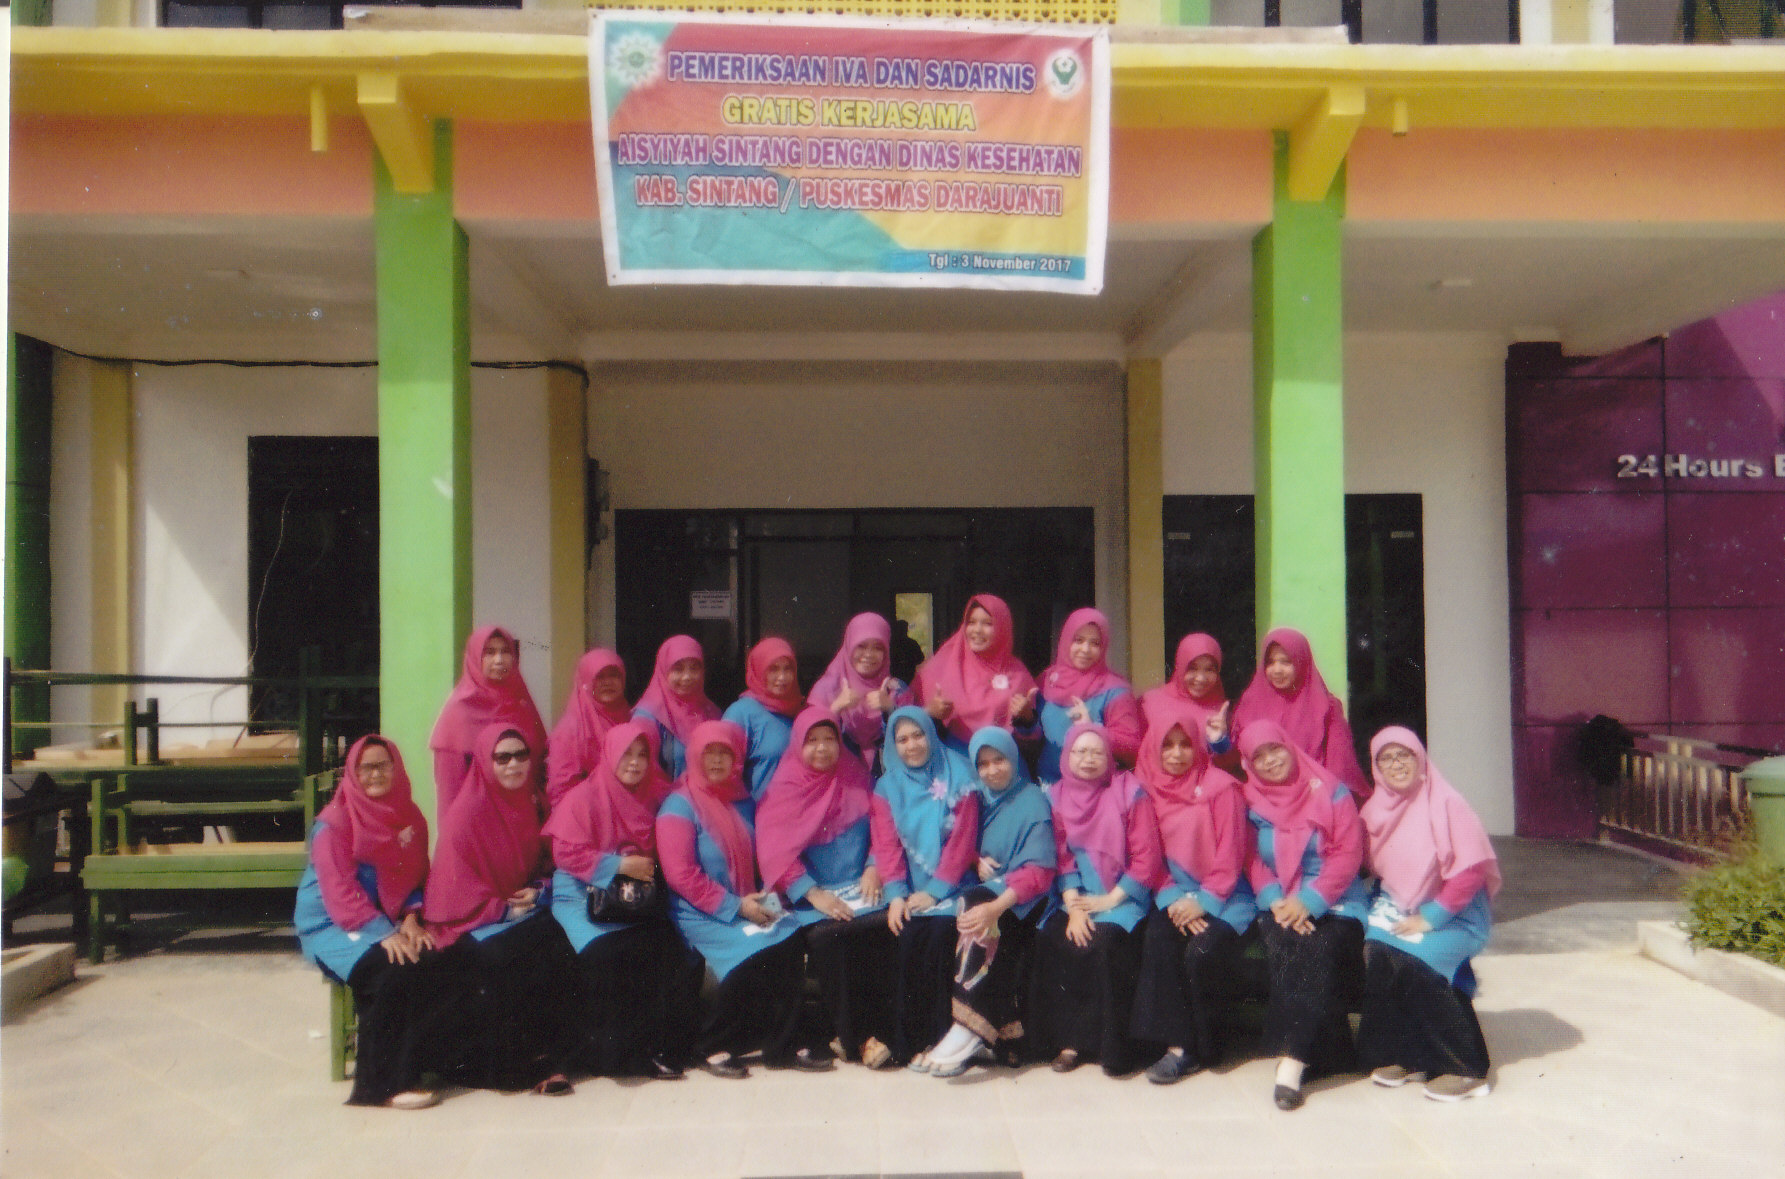 PEMERIKSAAN IVA DAN SADARNIS
GRATIS KERJASAMA
AISYIYAH SINTANG DENGAN DINAS KESEHATAN
KAB. SINTANG / PUSKESMAS DARAJUANTI
Tgl : 3 November 2017
24 Hours